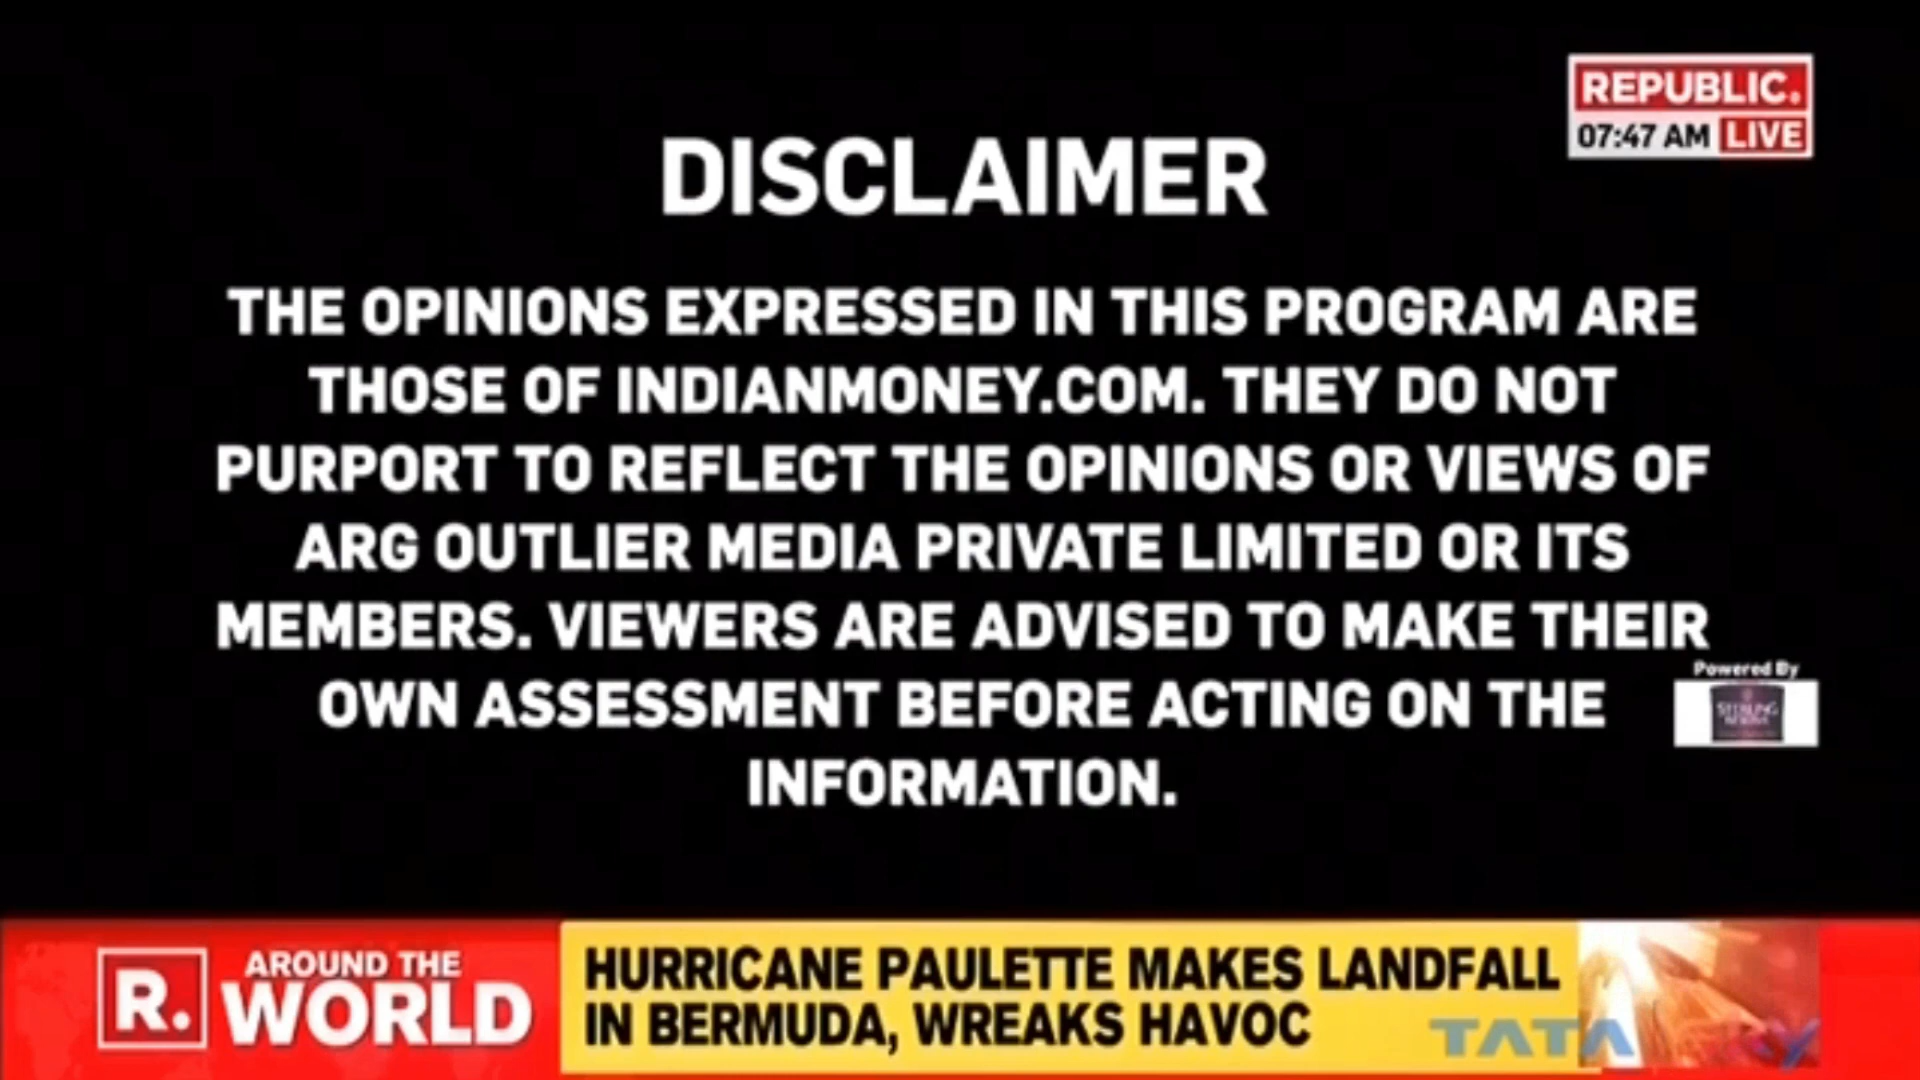 REPUBLIC.
07:47 AM LIVE
DISCLAIMER
THE OPINIONS EXPRESSED IN THIS PROGRAM ARE
THOSE OF INDIANMONEY.COM. THEY DO NOT
PURPORT TO REFLECT THE OPINIONS OR VIEWS OF
ARG OUTLIER MEDIA PRIVATE LIMITED OR ITS
MEMBERS. VIEWERS ARE ADVISED TO MAKE THEIR
OWN ASSESSMENT BEFORE ACTING ON THE
INFORMATION.
Powered By
STERLING
R. AROUND THE
WORLD
HURRICANE PAULETTE MAKES LANDFALL
IN BERMUDA, WREAKS HAVOC
TATA